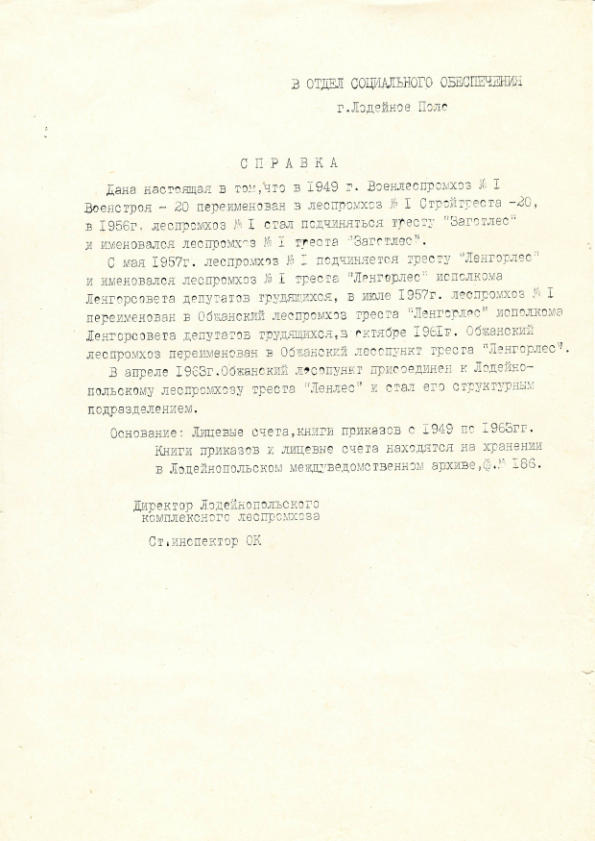 В ОТДЕЛ СОЦИАЛЬНОГО ОБЕСПЕЧЕНИЯ
г.Лодейное Поле
С П Р А В К А
Дана настоящая в том,что в 1949 г. Военлеспромхоз № I
Военстроя - 20 переименован в леспромхоз № I Стройтреста -20,
в 1956г. леспромхоз № I стал подчиняться тресту "Заготлес"
и именовался леспромхоз № I треста "Заготлес".
С мая 1957г. леспромхоз № I подчиняется тресту "Ленгорлес"
и именовался леспромхоз № I треста "Ленгорлес" исполкома
Ленгорсовета депутатов трудящихся, в июле 1957г. леспромхоз № I
переименован в Обжанский леспромхоз треста "Ленгорлес" исполкома
Ленгорсовета депутатов трудящихся,в октябре 1961г. Обжанский
леспромхоз переименован в Обжанский лесопункт треста "Ленгорлес".
В апреле 1963г.Обжанский лесопункт присоединен к Лодейно-
польскому леспромхозу треста "Ленлес" и стал его структурным
подразделением.
Основание: Лицевые счета,книги приказов с 1949 по 1963гг.
Книги приказов и лицевые счета находятся на хранении
в Лодейнопольском междуведомственном архиве,ф.№ 186.
Директор Лодейнопольского
комплексного леспромхоза
Ст.инспектор ОК